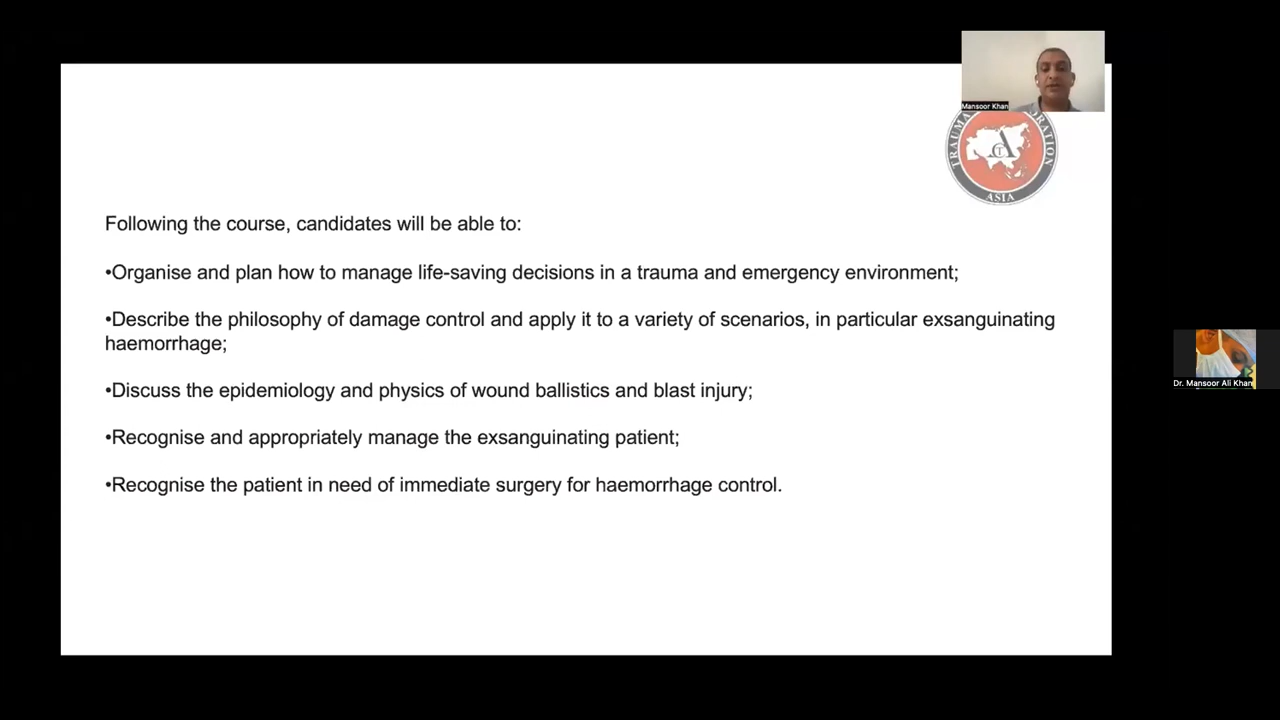 Mansoor Khan
TRAUMA
ORATION
ASIA
Following the course, candidates will be able to:
•Organise and plan how to manage life-saving decisions in a trauma and emergency environment;
•Describe the philosophy of damage control and apply it to a variety of scenarios, in particular exsanguinating
haemorrhage;
Dr. Mansoor Ali Khan
•Discuss the epidemiology and physics of wound ballistics and blast injury;
•Recognise and appropriately manage the exsanguinating patient;
•Recognise the patient in need of immediate surgery for haemorrhage control.